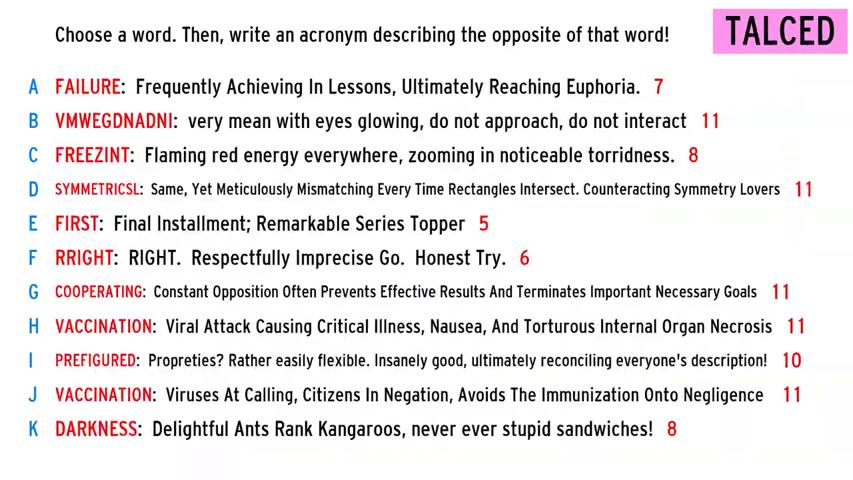 Choose a word. Then, write an acronym describing the opposite of that word!
TALCED
A FAILURE: Frequently Achieving In Lessons, Ultimately Reaching Euphoria. 7
B VMWEGDNADNI: very mean with eyes glowing, do not approach, do not interact 11
C FREEZINT: Flaming red energy everywhere, zooming in noticeable torridness. 8
D SYMMETRICSL: Same, Yet Meticulously Mismatching Every Time Rectangles Intersect. Counteracting Symmetry Lovers 11
E FIRST: Final Installment; Remarkable Series Topper 5
F RRIGHT: RIGHT. Respectfully Imprecise Go. Honest Try. 6
G COOPERATING: Constant Opposition Often Prevents Effective Results And Terminates Important Necessary Goals 11
H VACCINATION: Viral Attack Causing Critical Illness, Nausea, And Torturous Internal Organ Necrosis 11
I PREFIGURED: Propreties? Rather easily flexible. Insanely good, ultimately reconciling everyone's description! 10
J VACCINATION: Viruses At Calling, Citizens In Negation, Avoids The Immunization Onto Negligence 11
K DARKNESS: Delightful Ants Rank Kangaroos, never ever stupid sandwiches! 8